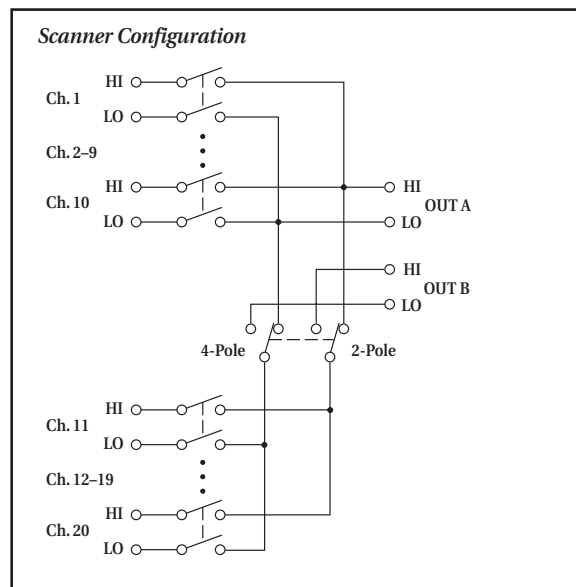 Scanner Configuration
HI
Ch. 1
LO
Ch. 2–9
HI
Ch. 10
LO
HI
OUT A
LO
HI
OUT B
LO
4-Pole
2-Pole
HI
Ch. 11
LO
Ch. 12–19
HI
Ch. 20
LO